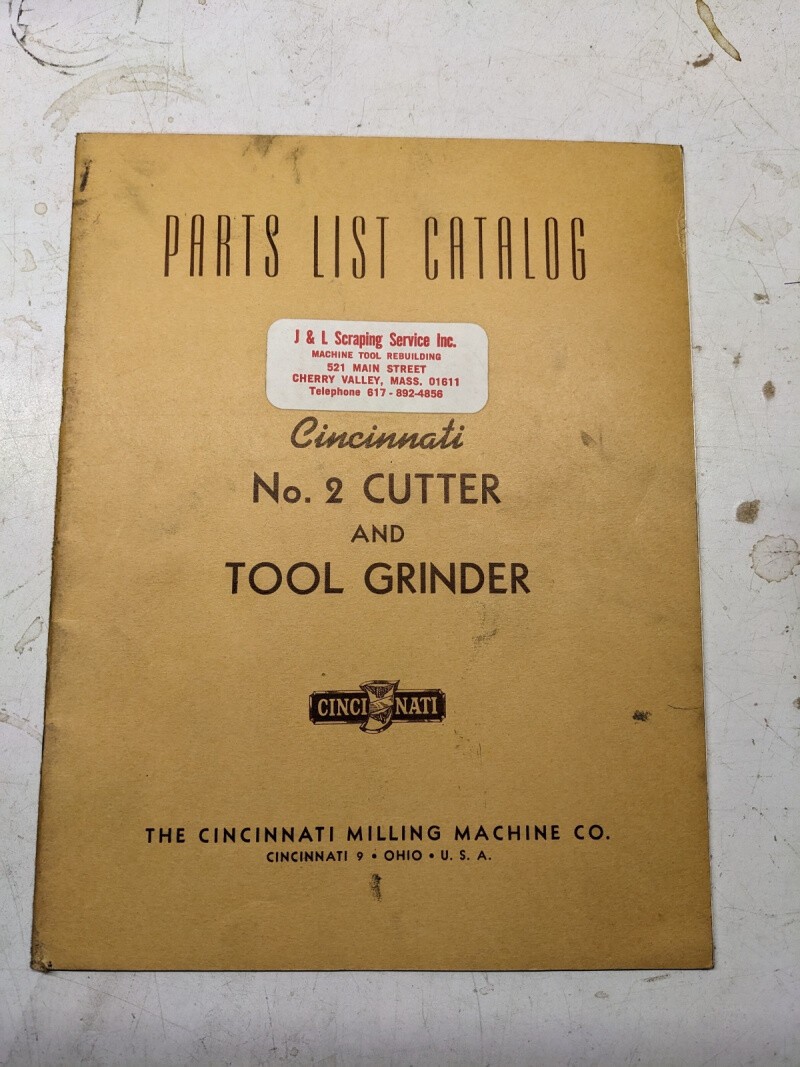 PARTS LIST CATALOG
J & L Scraping Service Inc.
MACHINE TOOL REBUILDING
521 MAIN STREET
CHERRY VALLEY, MASS. 01611
Telephone 617 - 892-4856
Cincinnati
No. 2 CUTTER
AND
TOOL GRINDER
CINCINNATI
THE CINCINNATI MILLING MACHINE CO.
CINCINNATI 9 • OHIO • U. S. A.